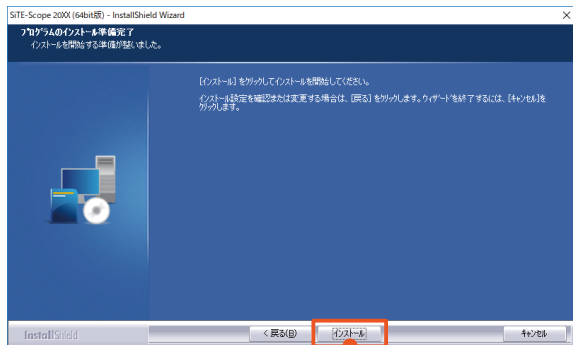 SiTE-Scope 20XX (64bit版) - InstallShield Wizard
プログラムのインストール準備完了
インストールを開始する準備が整いました。
[インストール] をクリックしてインストールを開始してください。
インストール設定を確認または変更する場合は、[戻る] をクリックします。ウィザードを終了するには、[キャンセル]を
クリックします。
InstallShield
< 戻る(B)
インストール
キャンセル